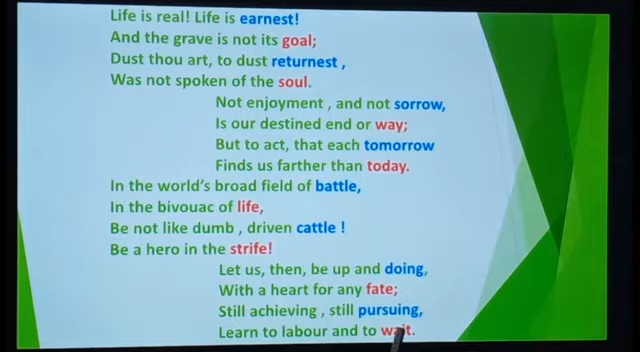 Life is real! Life is earnest!
And the grave is not its goal;
Dust thou art, to dust returnest ,
Was not spoken of the soul.
Not enjoyment , and not sorrow,
Is our destined end or way;
But to act, that each tomorrow
Finds us farther than today.
In the world's broad field of battle,
In the bivouac of life,
Be not like dumb , driven cattle !
Be a hero in the strife!
Let us, then, be up and doing,
With a heart for any fate;
Still achieving , still pursuing,
Learn to labour and to wait.